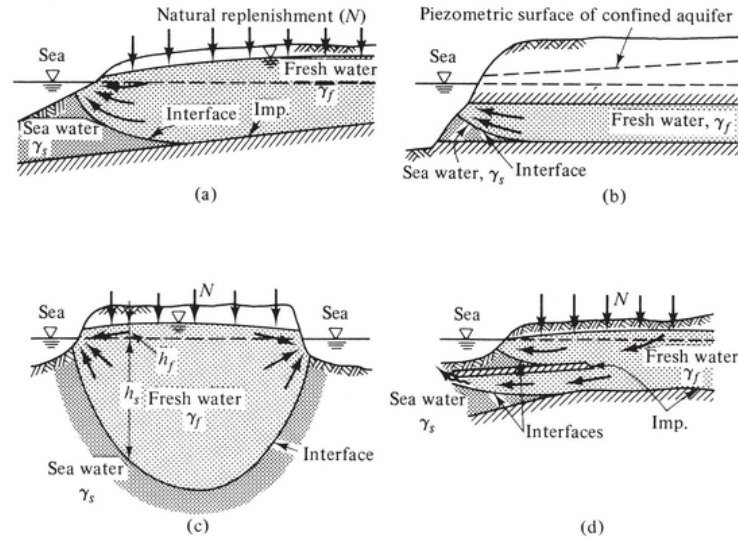 Natural replenishment (N)
Sea
Fresh water
γf
Interface
Imp.
Sea water
γs
(a)
Piezometric surface of confined aquifer
Sea
Fresh water, γf
Sea water, γs
Interface
(b)
N
Sea
Sea
hf
hs
Fresh water
γf
Interface
Sea water
γs
(c)
N
Sea
Fresh water
γf
Sea water
γs
Interfaces
Imp.
(d)